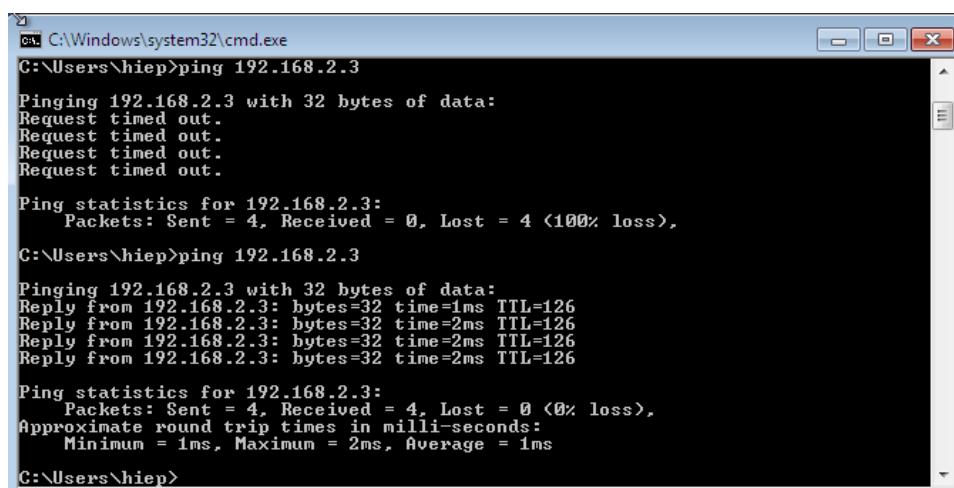 C:\Windows\system32\cmd.exe
C:\Users\hiep>ping 192.168.2.3
Pinging 192.168.2.3 with 32 bytes of data:
Request timed out.
Request timed out.
Request timed out.
Request timed out.
Ping statistics for 192.168.2.3:
Packets: Sent = 4, Received = 0, Lost = 4 (100% loss),
C:\Users\hiep>ping 192.168.2.3
Pinging 192.168.2.3 with 32 bytes of data:
Reply from 192.168.2.3: bytes=32 time=1ms TTL=126
Reply from 192.168.2.3: bytes=32 time=2ms TTL=126
Reply from 192.168.2.3: bytes=32 time=2ms TTL=126
Reply from 192.168.2.3: bytes=32 time=2ms TTL=126
Ping statistics for 192.168.2.3:
Packets: Sent = 4, Received = 4, Lost = 0 (0% loss),
Approximate round trip times in milli-seconds:
Minimum = 1ms, Maximum = 2ms, Average = 1ms
C:\Users\hiep>